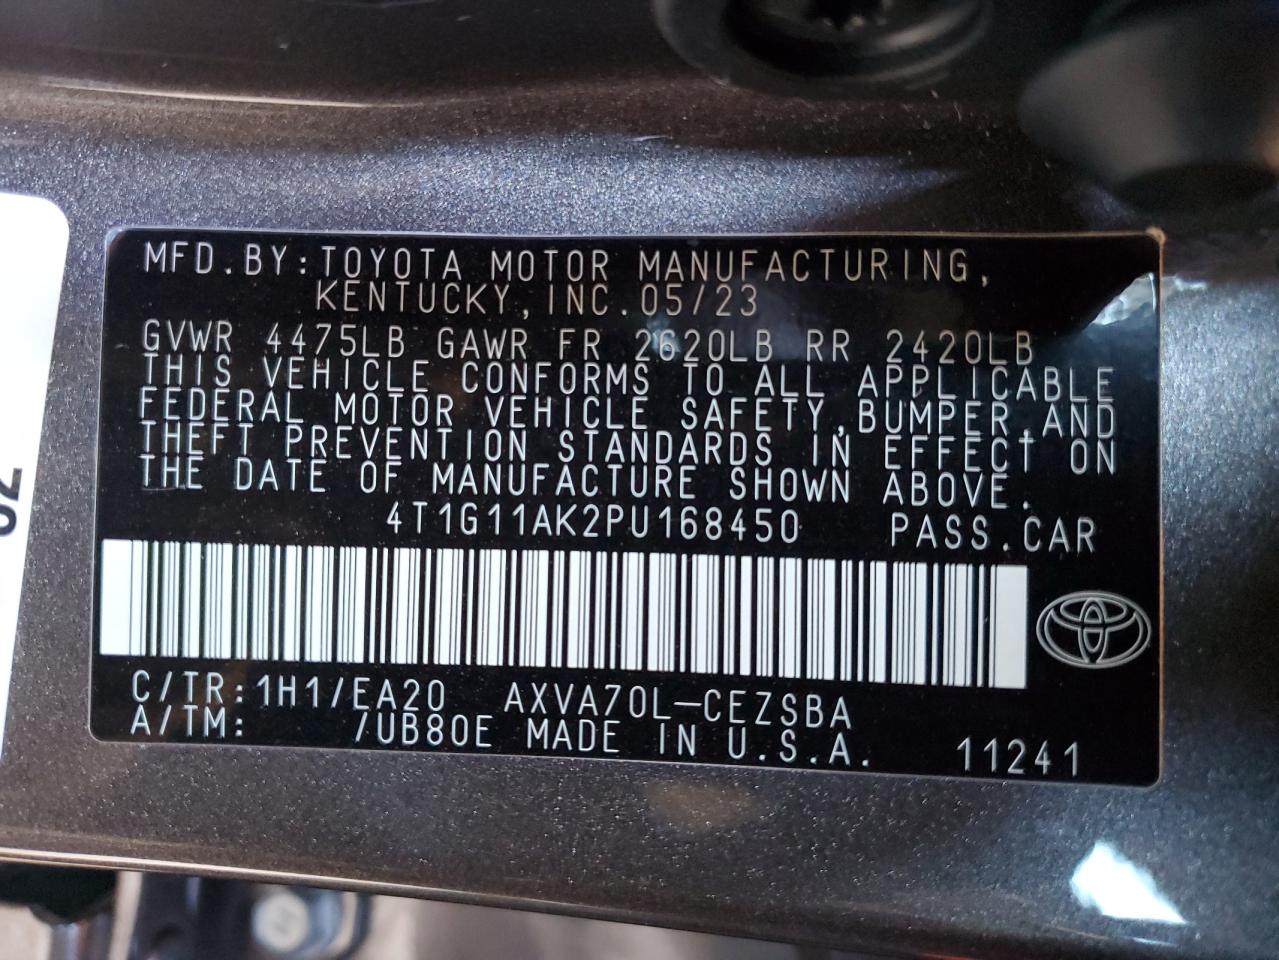 MFD.BY:TOYOTA MOTOR MANUFACTURING,
KENTUCKY,INC.05/23
GVWR 4475LB GAWR FR 2620LB RR 2420LB
THIS VEHICLE CONFORMS TO ALL APPLICABLE
FEDERAL MOTOR VEHICLE SAFETY,BUMPER,AND
THEFT PREVENTION STANDARDS IN EFFECT ON
THE DATE OF MANUFACTURE SHOWN ABOVE.
4T1G11AK2PU168450 PASS.CAR
C/TR:1H1/EA20 AXVA70L-CEZSBA
A/TM: /UB80E MADE IN U.S.A. 11241